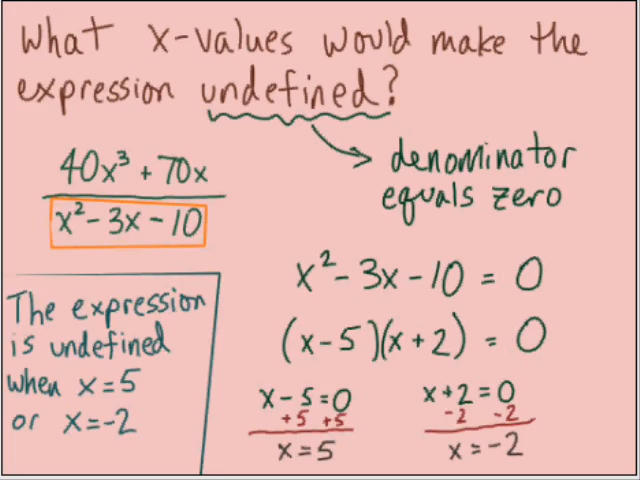 What x-values would make the
expression undefined?
denominator
equals zero
40x³ + 70x
x² - 3x - 10
x² - 3x - 10 = 0
(x - 5)(x + 2) = 0
x - 5 = 0
+5 +5
x = 5
x + 2 = 0
-2 -2
x = -2
The expression
is undefined
when x = 5
or x = -2